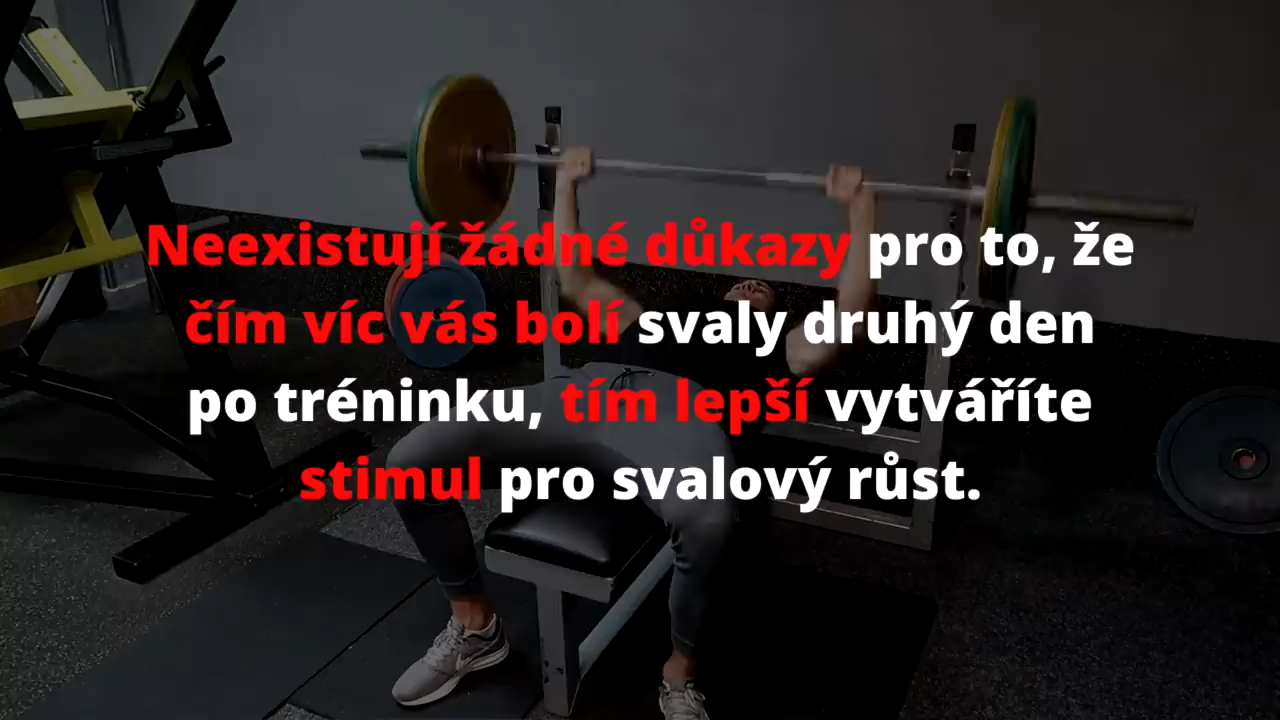 Neexistují žádné důkazy pro to, že
čím víc vás bolí svaly druhý den
po tréninku, tím lepší vytváříte
stimul pro svalový růst.